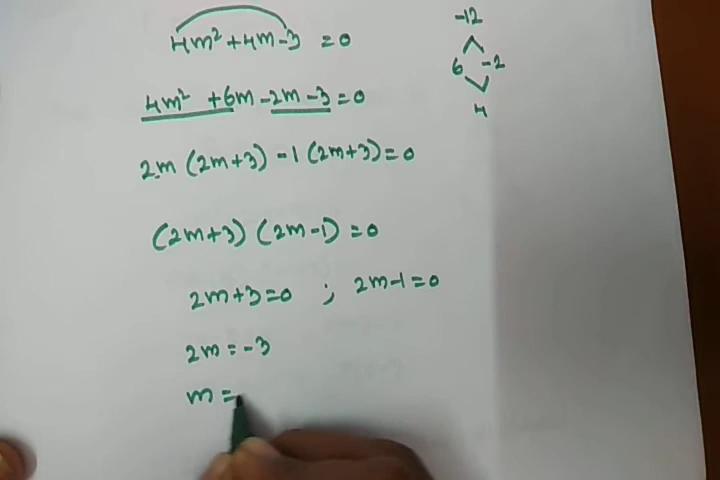 4m² + 4m - 3 = 0
4m² + 6m - 2m - 3 = 0
2m (2m+3) - 1 (2m+3) = 0
(2m+3) (2m-1) = 0
2m+3=0 ; 2m-1=0
2m = -3
m =
-12
6 -2
4